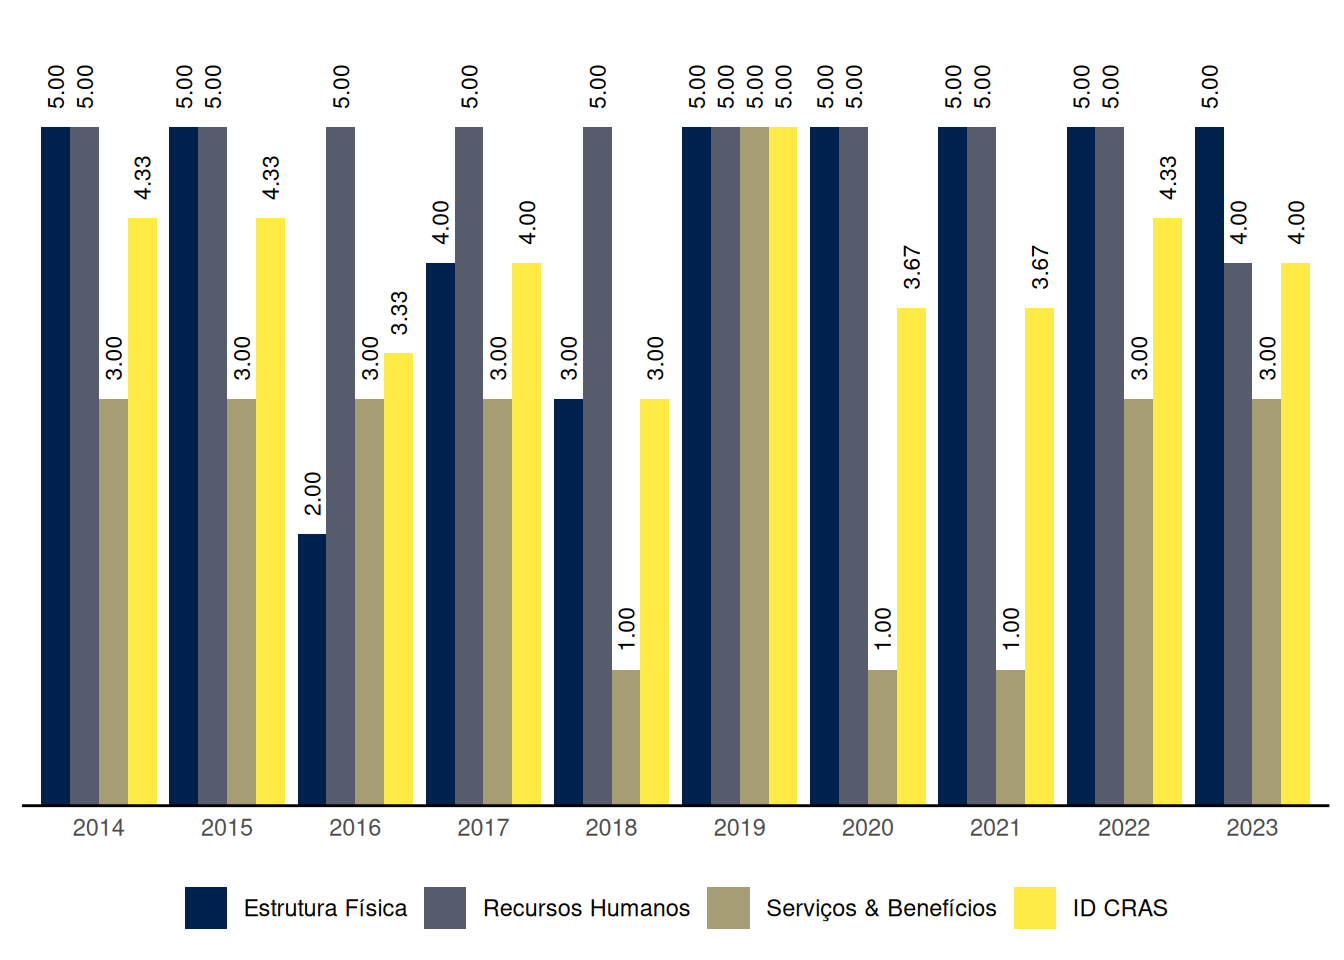 5.00 5.00 3.00 4.33
5.00 5.00 3.00 4.33
2.00 5.00 3.00 3.33
4.00 5.00 3.00 4.00
3.00 5.00 1.00 3.00
5.00 5.00 5.00 5.00
5.00 5.00 1.00 3.67
5.00 5.00 1.00 3.67
5.00 5.00 3.00 4.33
5.00 4.00 3.00 4.00
2014 2015 2016 2017 2018 2019 2020 2021 2022 2023
Estrutura Física Recursos Humanos Serviços & Benefícios ID CRAS